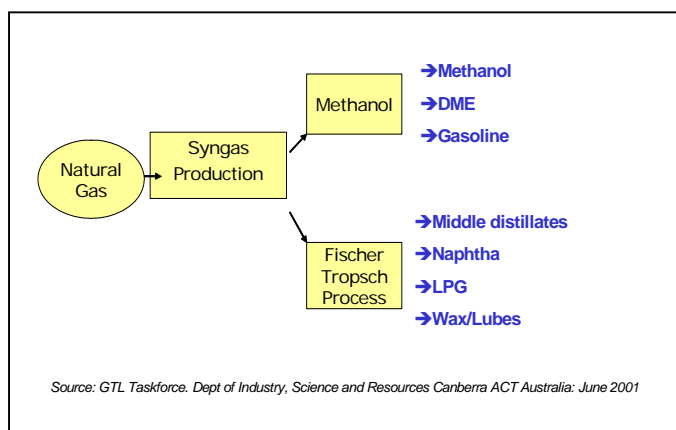 Natural
Gas
Syngas
Production
Methanol
➔Methanol
➔DME
➔Gasoline
Fischer
Tropsch
Process
➔Middle distillates
➔Naphtha
➔LPG
➔Wax/Lubes
Source: GTL Taskforce. Dept of Industry, Science and Resources Canberra ACT Australia: June 2001